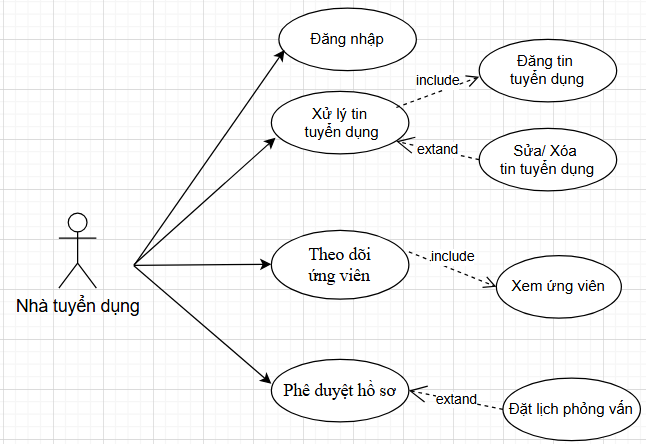 Đăng nhập
include
Đăng tin
tuyển dụng
Xử lý tin
tuyển dụng
extand
Sửa/ Xóa
tin tuyển dụng
Theo dõi
ứng viên
include
Xem ứng viên
Nhà tuyển dụng
Phê duyệt hồ sơ
extand
Đặt lịch phỏng vấn